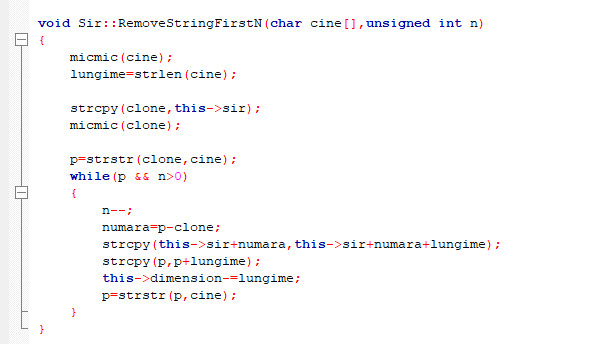 void Sir::RemoveStringFirstN(char cine[],unsigned int n)
{
micmic(cine);
lungime=strlen(cine);
strcpy(clone,this->sir);
micmic(clone);
p=strstr(clone,cine);
while(p && n>0)
{
n--;
numara=p-clone;
strcpy(this->sir+numara,this->sir+numara+lungime);
strcpy(p,p+lungime);
this->dimension-=lungime;
p=strstr(p,cine);
}
}